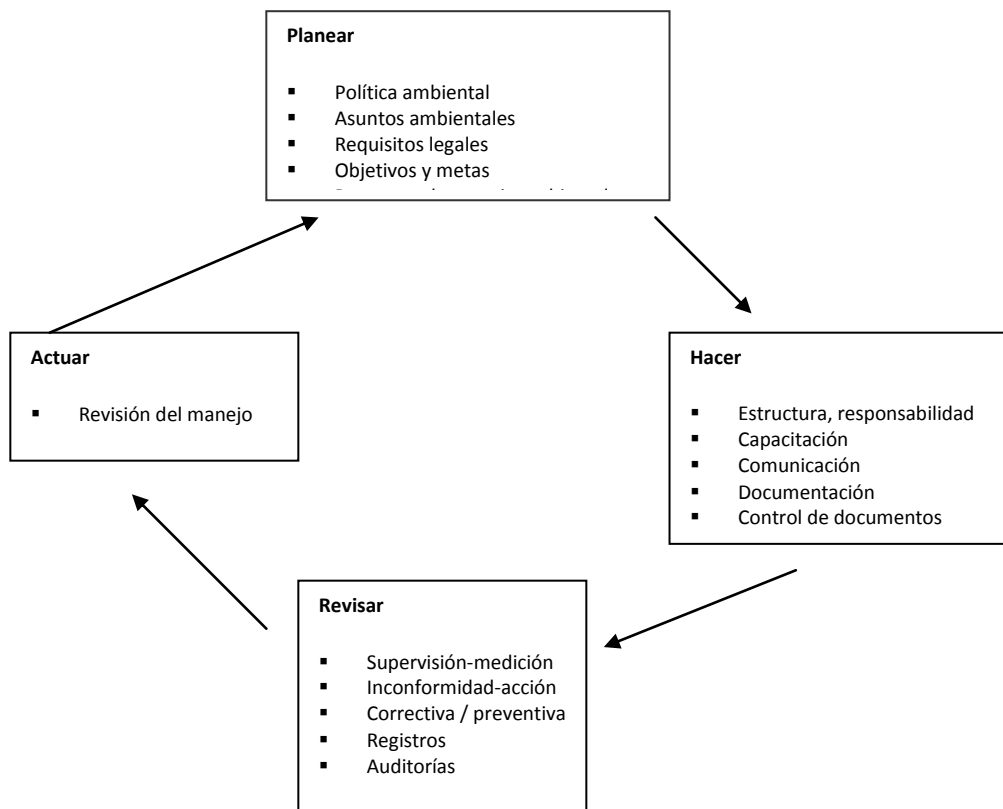 Planear
▪ Política ambiental
▪ Asuntos ambientales
▪ Requisitos legales
▪ Objetivos y metas
Actuar
▪ Revisión del manejo
Hacer
▪ Estructura, responsabilidad
▪ Capacitación
▪ Comunicación
▪ Documentación
▪ Control de documentos
Revisar
▪ Supervisión-medición
▪ Inconformidad-acción
▪ Correctiva / preventiva
▪ Registros
▪ Auditorías